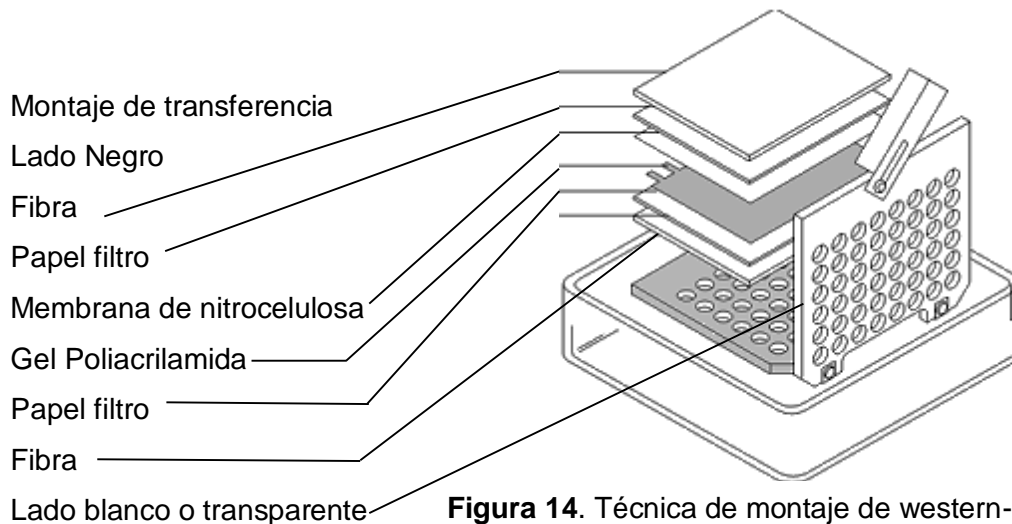 Montaje de transferencia
Lado Negro
Fibra
Papel filtro
Membrana de nitrocelulosa
Gel Poliacrilamida
Papel filtro
Fibra
Lado blanco o transparente
Figura 14. Técnica de montaje de western-